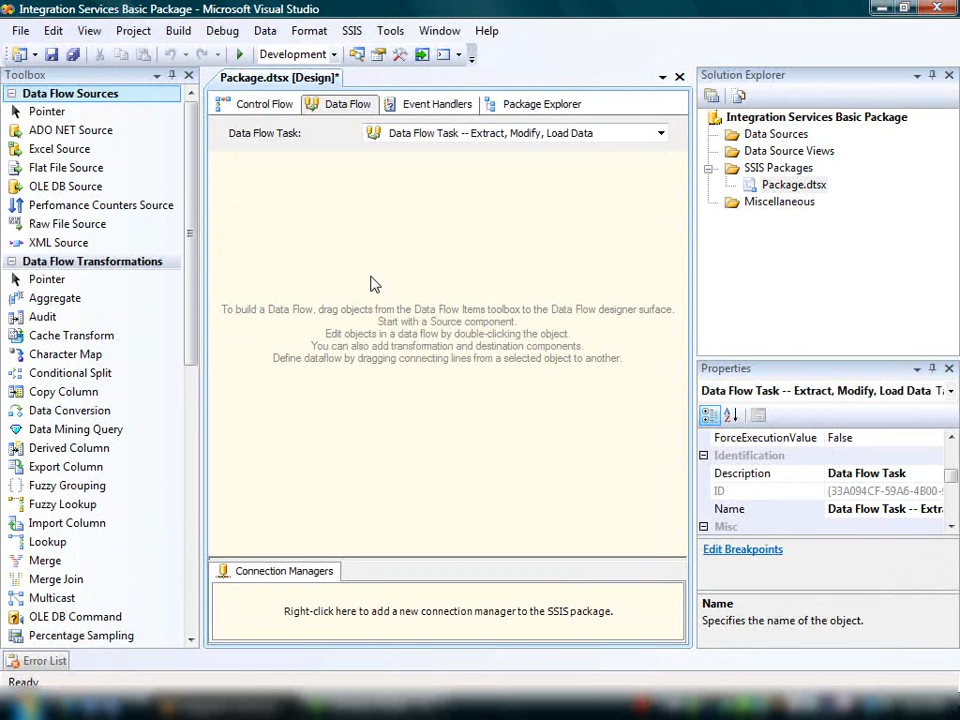 Integration Services Basic Package - Microsoft Visual Studio
File Edit View Project Build Debug Data Format SSIS Tools Window Help
Development
Toolbox
Data Flow Sources
Pointer
ADO NET Source
Excel Source
Flat File Source
OLE DB Source
Perfomance Counters Source
Raw File Source
XML Source
Data Flow Transformations
Pointer
Aggregate
Audit
Cache Transform
Character Map
Conditional Split
Copy Column
Data Conversion
Data Mining Query
Derived Column
Export Column
Fuzzy Grouping
Fuzzy Lookup
Import Column
Lookup
Merge
Merge Join
Multicast
OLE DB Command
Percentage Sampling
Package.dtsx [Design]*
Control Flow Data Flow Event Handlers Package Explorer
Data Flow Task: Data Flow Task -- Extract, Modify, Load Data
To build a Data Flow, drag objects from the Data Flow Items toolbox to the Data Flow designer surface.
Start with a Source component.
Edit objects in a data flow by double-clicking the object.
You can also add transformation and destination components.
Define dataflow by dragging connecting lines from a selected object to another.
Connection Managers
Right-click here to add a new connection manager to the SSIS package.
Solution Explorer
Integration Services Basic Package
Data Sources
Data Source Views
SSIS Packages
Package.dtsx
Miscellaneous
Properties
Data Flow Task -- Extract, Modify, Load Data T
ForceExecutionValue False
Identification
Description Data Flow Task
ID {33A094CF-59A6-4B00-
Name Data Flow Task -- Extr
Misc
Edit Breakpoints
Name
Specifies the name of the object.
Error List
Ready